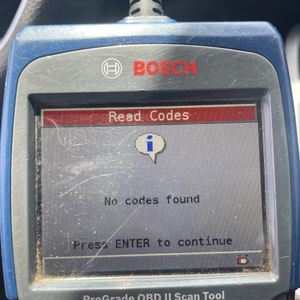 BOSCH
Read Codes
i
No codes found
Press ENTER to continue
ProGrade OBD II Scan Tool